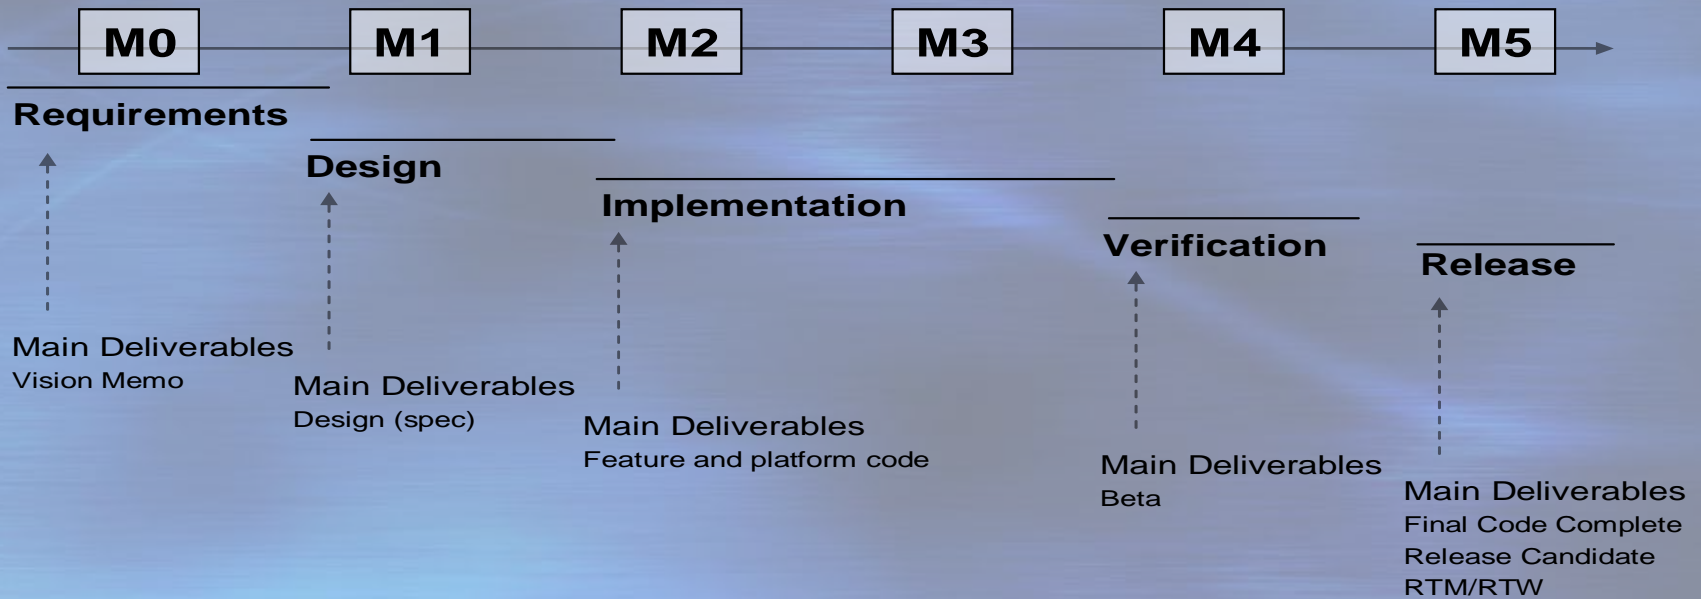 M0
M1
M2
M3
M4
M5
Requirements
Design
Implementation
Verification
Release
Main Deliverables
Vision Memo
Main Deliverables
Design (spec)
Main Deliverables
Feature and platform code
Main Deliverables
Beta
Main Deliverables
Final Code Complete
Release Candidate
RTM/RTW